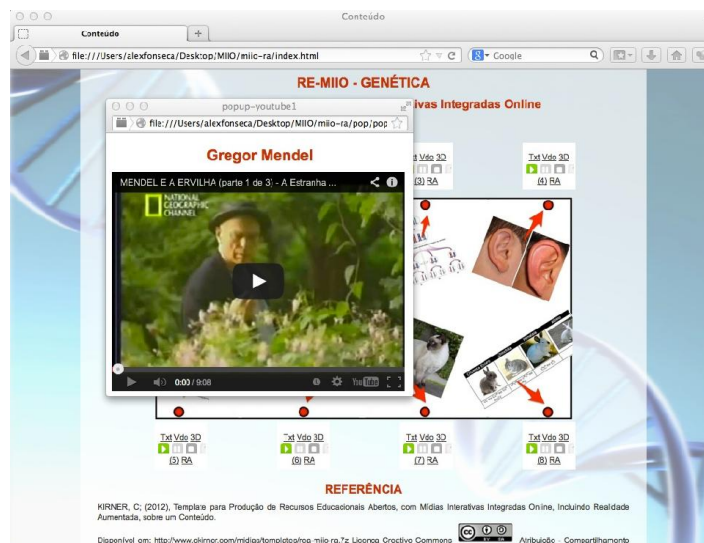 Conteúdo
Conteúdo
file:///Users/alexfonseca/Desktop/MIIO/miio-ra/index.html
Google
RE-MIIO - GENÉTICA
ivas Integradas Online
popup-youtube1
file:///Users/alexfonseca/Desktop/MIIO/miio-ra/pop/pop
Gregor Mendel
MENDEL E A ERVILHA (parte 1 de 3) - A Estranha ...
NATIONAL
GEOGRAPHIC
CHANNEL
0:00 / 9:08
YouTube
Txt Vdo 3D
(3) RA
Txt Vdo 3D
(4) RA
Txt Vdo 3D
(5) RA
Txt Vdo 3D
(6) RA
Txt Vdo 3D
(7) RA
Txt Vdo 3D
(8) RA
REFERÊNCIA
KIRNER, C; (2012), Template para Produção de Recursos Educacionais Abertos, com Mídias Interativas Integradas Online, Incluindo Realidade
Aumentada, sobre um Conteúdo.
Disponível em: http://www.ckirner.com/midias/templates/rea-miio-ra.7z Licença Creative Commons cc BY SA Atribuição - Compartilhamento